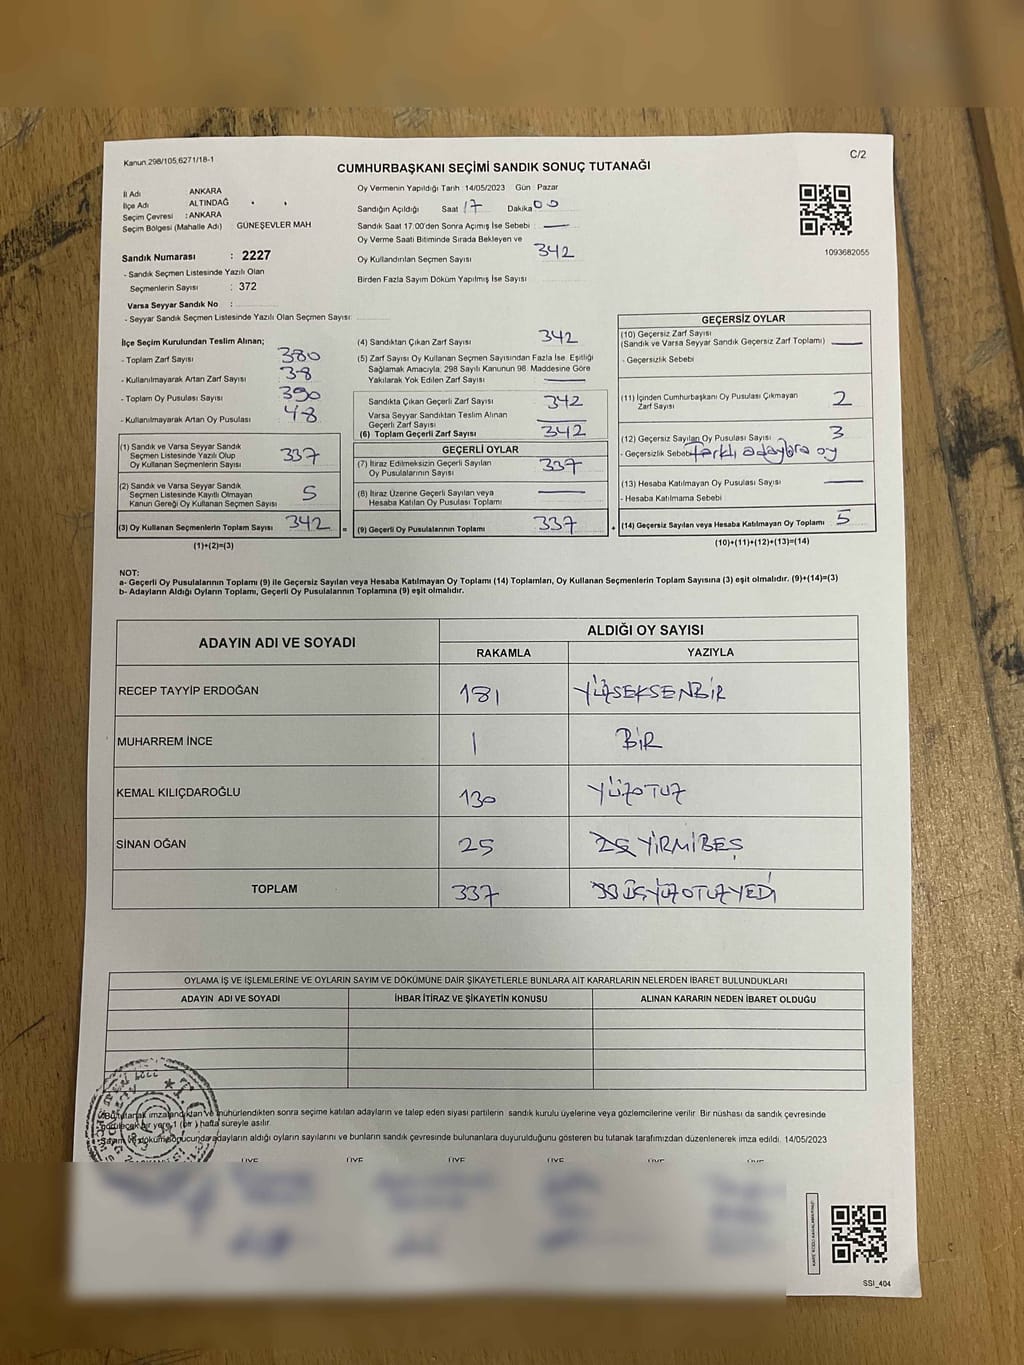 Kanun.298/105,6271/18-1
C/2
CUMHURBAŞKANI SEÇİMİ SANDIK SONUÇ TUTANAĞI
İl Adı ANKARA
İlçe Adı ALTINDAĞ
Seçim Çevresi : ANKARA
Seçim Bölgesi (Mahalle Adı) GÜNEŞEVLER MAH
Sandık Numarası : 2227
- Sandık Seçmen Listesinde Yazılı Olan
Seçmenlerin Sayısı : 372
Varsa Seyyar Sandık No :
- Seyyar Sandık Seçmen Listesinde Yazılı Olan Seçmen Sayısı:
Oy Vermenin Yapıldığı Tarih 14/05/2023 Gün Pazar
Sandığın Açıldığı Saat 17 Dakika 00
Sandık Saat 17:00'den Sonra Açımış İse Sebebi :
Oy Verme Saati Bitiminde Sırada Bekleyen ve
Oy Kullandırılan Seçmen Sayısı 342
Birden Fazla Sayım Döküm Yapılmış İse Sayısı
1093682055
İlçe Seçim Kurulundan Teslim Alınan;
- Toplam Zarf Sayısı 380
- Kullanılmayarak Artan Zarf Sayısı 38
- Toplam Oy Pusulası Sayısı 390
- Kullanılmayarak Artan Oy Pusulası 48
(1) Sandık ve Varsa Seyyar Sandık
Seçmen Listesinde Yazılı Olup
Oy Kullanan Seçmenlerin Sayısı 337
(2) Sandık ve Varsa Seyyar Sandık
Seçmen Listesinde Kayıtlı Olmayan
Kanun Gereği Oy Kullanan Seçmen Sayısı 5
(3) Oy Kullanan Seçmenlerin Toplam Sayısı 342 =
(1)+(2)=(3)
(4) Sandıktan Çıkan Zarf Sayısı 342
(5) Zarf Sayısı Oy Kullanan Seçmen Sayısından Fazla İse, Eşitliği
Sağlamak Amacıyla, 298 Sayılı Kanunun 98. Maddesine Göre
Yakılarak Yok Edilen Zarf Sayısı
Sandıkta Çıkan Geçerli Zarf Sayısı 342
Varsa Seyyar Sandıktan Teslim Alınan
Geçerli Zarf Sayısı
(6) Toplam Geçerli Zarf Sayısı 342
GEÇERLİ OYLAR
(7) İtiraz Edilmeksizin Geçerli Sayılan
Oy Pusulalarının Sayısı 337
(8) İtiraz Üzerine Geçerli Sayılan veya
Hesaba Katılan Oy Pusulası Toplamı
(9) Geçerli Oy Pusulalarının Toplamı 337 +
GEÇERSİZ OYLAR
(10) Geçersiz Zarf Sayısı
(Sandık ve Varsa Seyyar Sandık Geçersiz Zarf Toplamı)
- Geçersizlik Sebebi
(11) İçinden Cumhurbaşkanı Oy Pusulası Çıkmayan
Zarf Sayısı 2
(12) Geçersiz Sayılan Oy Pusulası Sayısı 3
- Geçersizlik Sebebi Farklı adaylara oy
(13) Hesaba Katılmayan Oy Pusulası Sayısı
- Hesaba Katılmama Sebebi
(14) Geçersiz Sayılan veya Hesaba Katılmayan Oy Toplamı 5
(10)+(11)+(12)+(13)=(14)
NOT:
a- Geçerli Oy Pusulalarının Toplamı (9) ile Geçersiz Sayılan veya Hesaba Katılmayan Oy Toplamı (14) Toplamları, Oy Kullanan Seçmenlerin Toplam Sayısına (3) eşit olmalıdır. (9)+(14)=(3)
b- Adayların Aldığı Oyların Toplamı, Geçerli Oy Pusulalarının Toplamına (9) eşit olmalıdır.
ADAYIN ADI VE SOYADI
ALDIĞI OY SAYISI
RAKAMLA YAZIYLA
RECEP TAYYİP ERDOĞAN 181 YÜZSEKSENBİR
MUHARREM İNCE 1 BİR
KEMAL KILIÇDAROĞLU 130 YÜZOTUZ
SİNAN OĞAN 25 YİRMİBEŞ
TOPLAM 337 ÜÇYÜZOTUZYEDİ
OYLAMA İŞ VE İŞLEMLERİNE VE OYLARIN SAYIM VE DÖKÜMÜNE DAİR ŞİKAYETLERLE BUNLARA AİT KARARLARIN NELERDEN İBARET BULUNDUKLARI
ADAYIN ADI VE SOYADI İHBAR İTİRAZ VE ŞİKAYETİN KONUSU ALINAN KARARIN NEDEN İBARET OLDUĞU
Bu tutanak imzalandıktan ve mühürlendikten sonra seçime katılan adayların ve talep eden siyasi partilerin sandık kurulu üyelerine veya gözlemcilerine verilir. Bir nüshası da sandık çevresinde
görülecek bir yere 1 (bir) hafta süreyle asılır.
Sayım ve döküm sonucunda adayların aldığı oyların sayılarını ve bunların sandık çevresinde bulunanlara duyurulduğunu gösteren bu tutanak tarafımızdan düzenlenerek imza edildi. 14/05/2023
ÜYE ÜYE ÜYE ÜYE ÜYE ÜYE
SSI_404